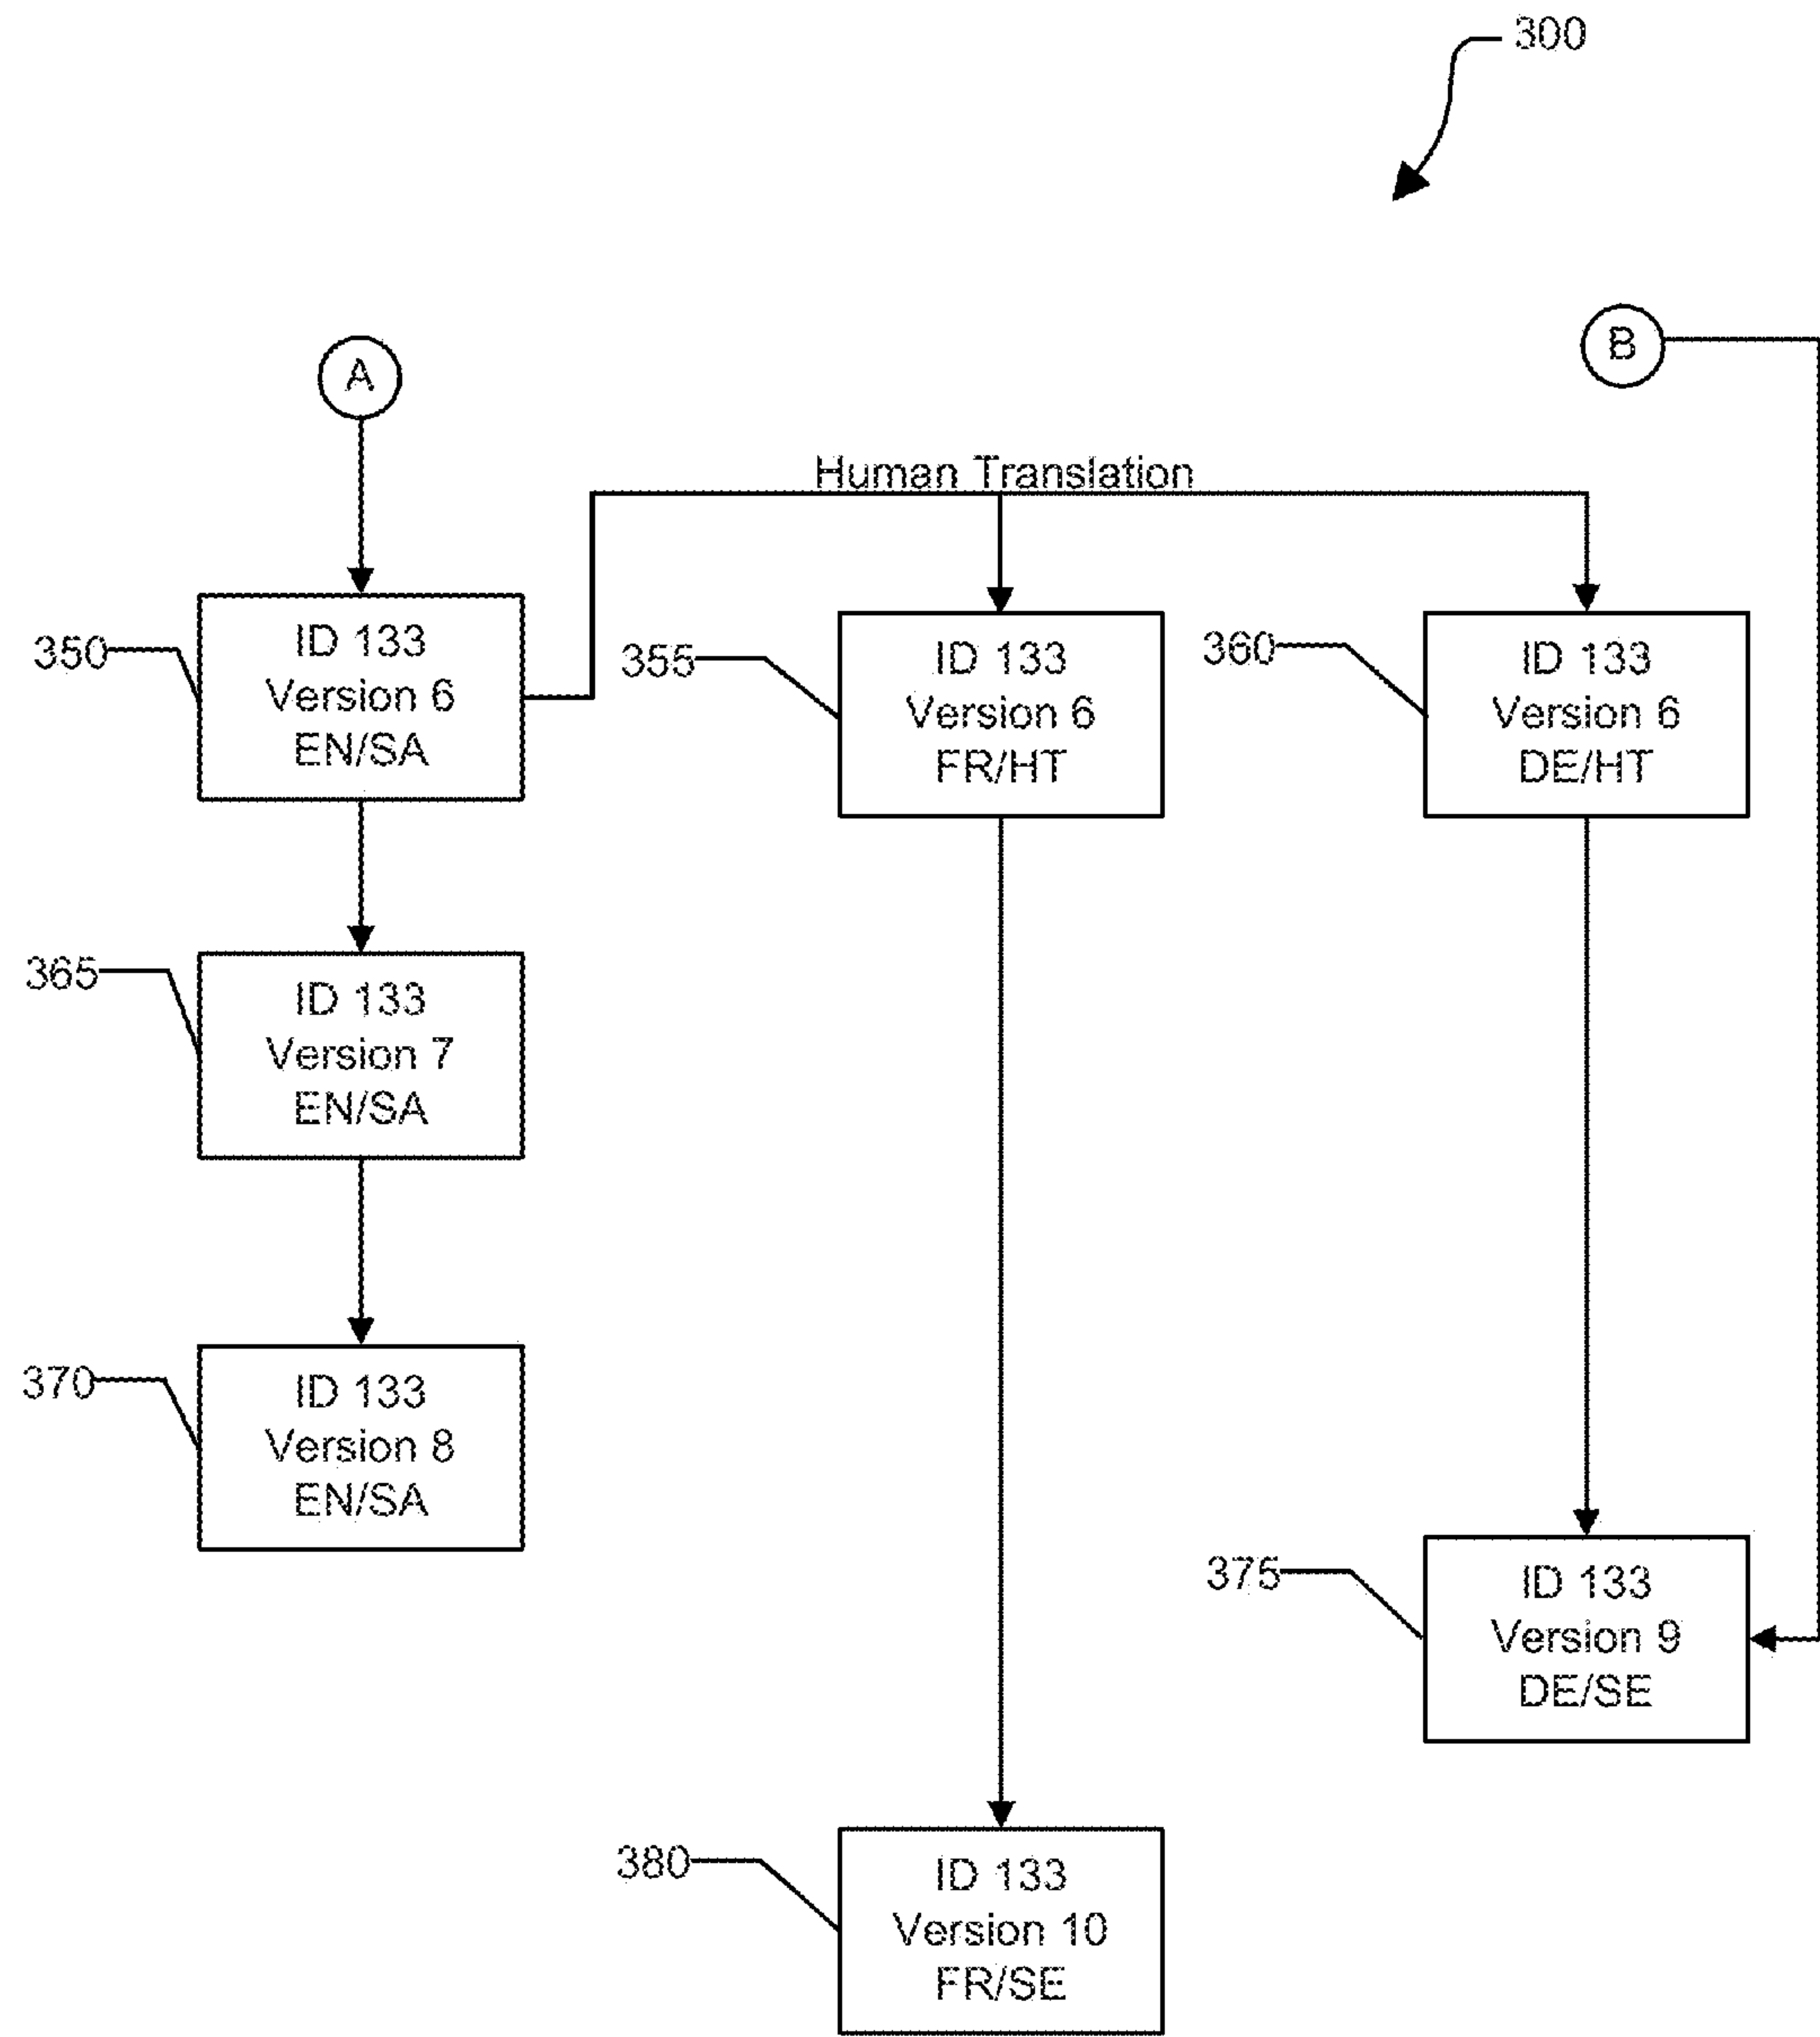 300
A
B
Human Translation
350
ID 133
Version 6
EN/SA
355
ID 133
Version 6
FR/HT
360
ID 133
Version 6
DE/HT
365
ID 133
Version 7
EN/SA
370
ID 133
Version 8
EN/SA
375
ID 133
Version 9
DE/SE
380
ID 133
Version 10
FR/SE